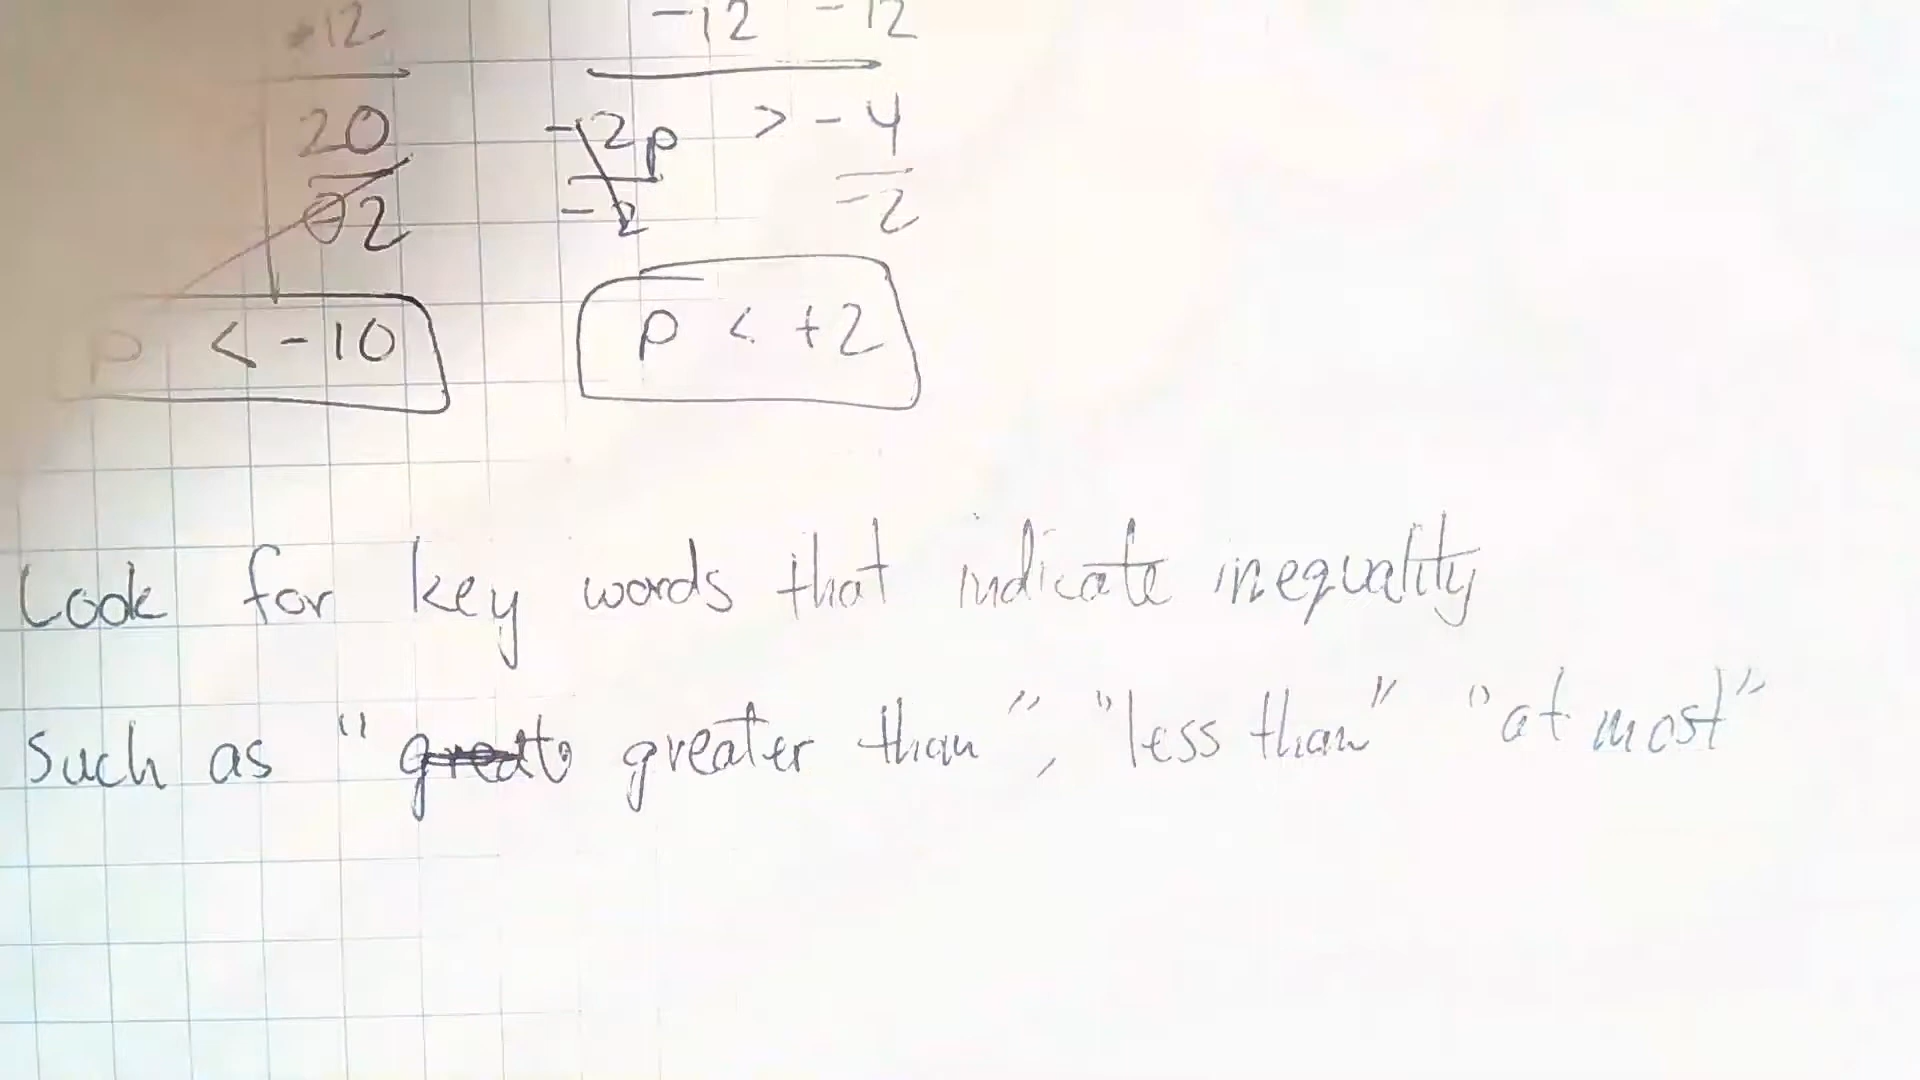 +12 -12 -12
20 -2p > -4
-2 -2 -2
p < -10 p < +2
Look for key words that indicate inequality
such as " greater than", "less than" "at most"